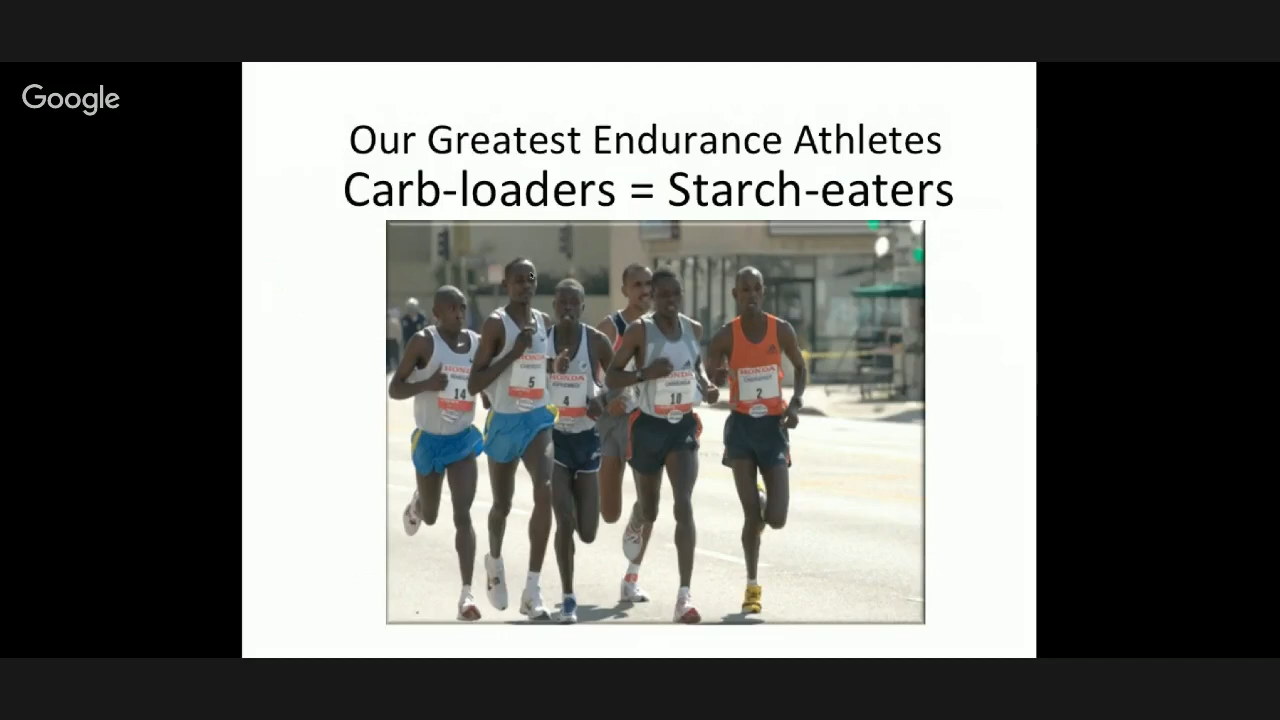 Google
Our Greatest Endurance Athletes
Carb-loaders = Starch-eaters
HONDA
14
HONDA
5
HONDA
4
HONDA
10
HONDA
2